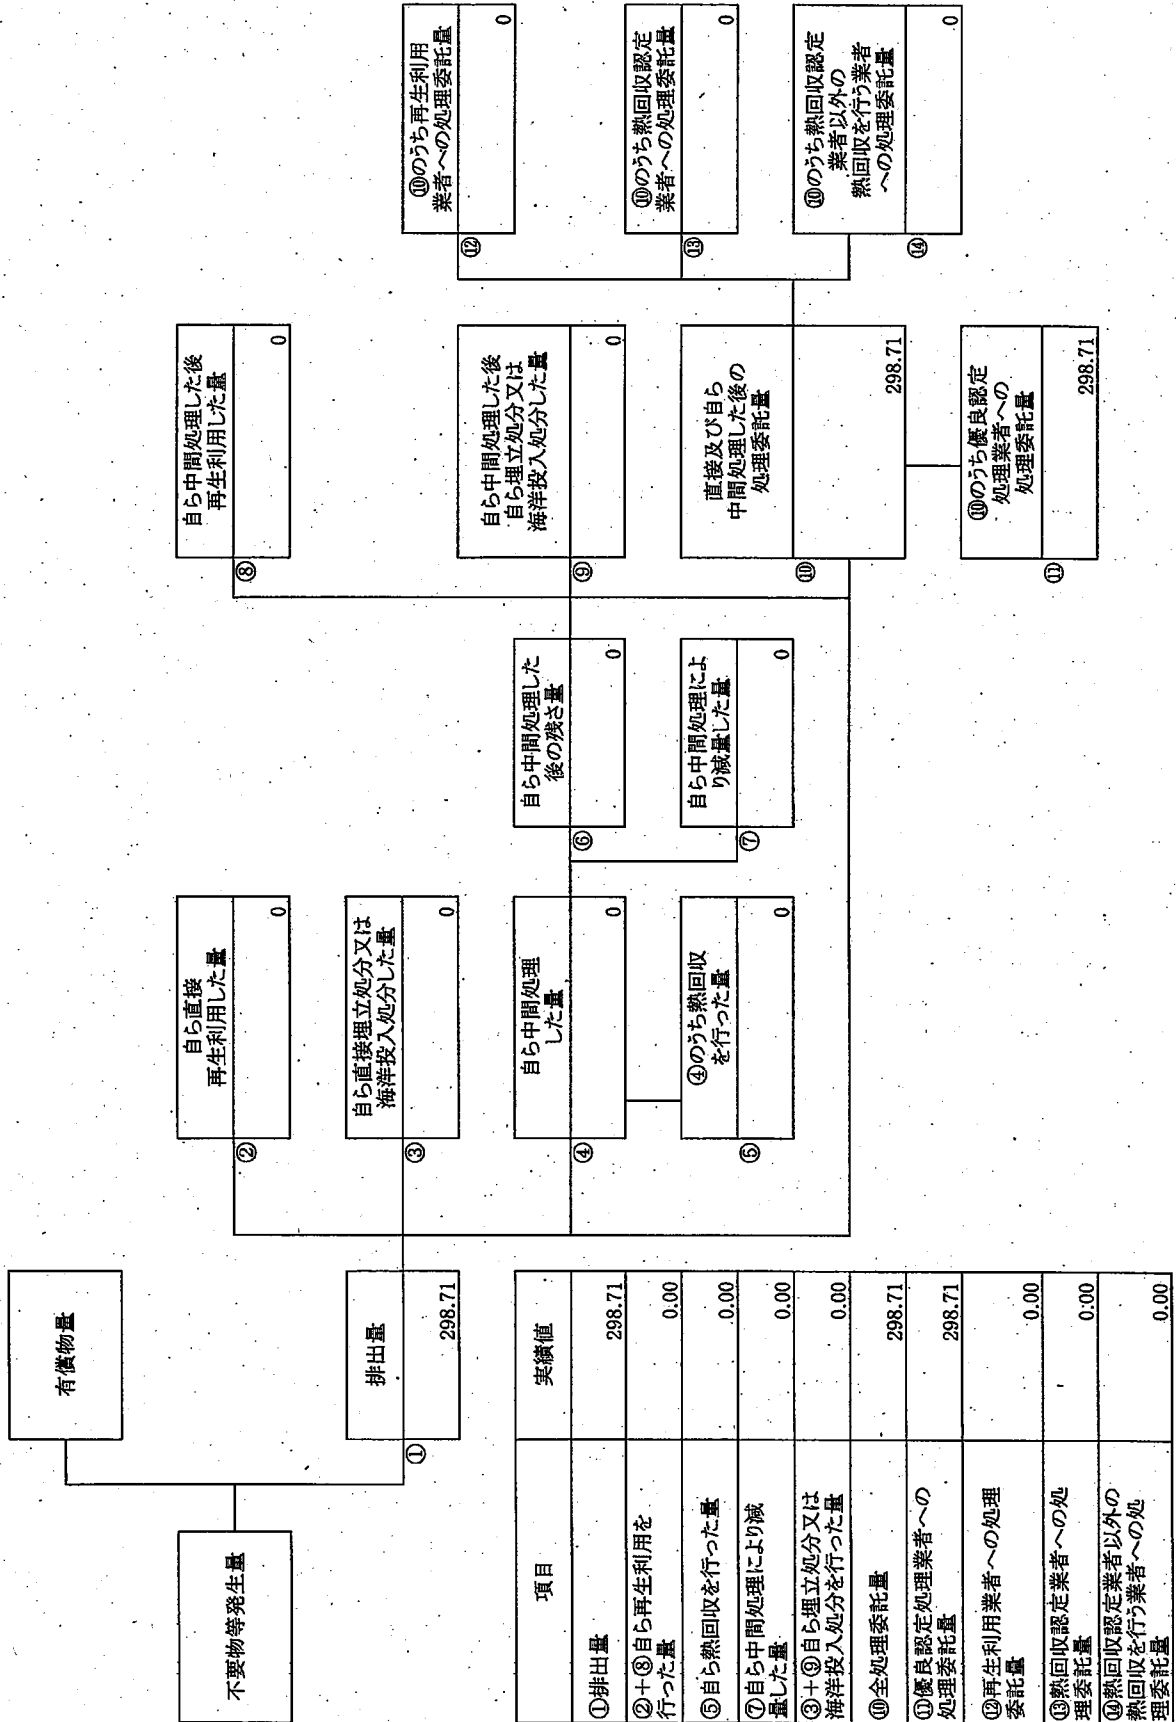 不要物等発生量
有償物量
排出量
①
298.71
自ら直接
再生利用した量
②
0
自ら直接埋立処分又は
海洋投入処分した量
③
0
自ら中間処理
した量
④
0
④のうち熱回収
を行った量
⑤
0
自ら中間処理した
後の残さ量
⑥
0
自ら中間処理によ
り減量した量
⑦
0
自ら中間処理した後
再生利用した量
⑧
0
自ら中間処理した後
自ら埋立処分又は
海洋投入処分した量
⑨
0
直接及び自ら
中間処理した後の
処理委託量
⑩
298.71
⑩のうち優良認定
処理業者への
処理委託量
⑪
298.71
⑩のうち再生利用
業者への処理委託量
⑫
0
⑩のうち熱回収認定
業者への処理委託量
⑬
0
⑩のうち熱回収認定
業者以外の
熱回収を行う業者
への処理委託量
⑭
0
項目 実績値
①排出量 298.71
②+⑧自ら再生利用を
行った量 0.00
⑤自ら熱回収を行った量 0.00
⑦自ら中間処理により減
量した量 0.00
③+⑨自ら埋立処分又は
海洋投入処分を行った量 0.00
⑩全処理委託量 298.71
⑪優良認定処理業者への
処理委託量 298.71
⑫再生利用業者への処理
委託量 0.00
⑬熱回収認定業者への処
理委託量 0.00
⑭熱回収認定業者以外の
熱回収を行う業者への処
理委託量 0.00